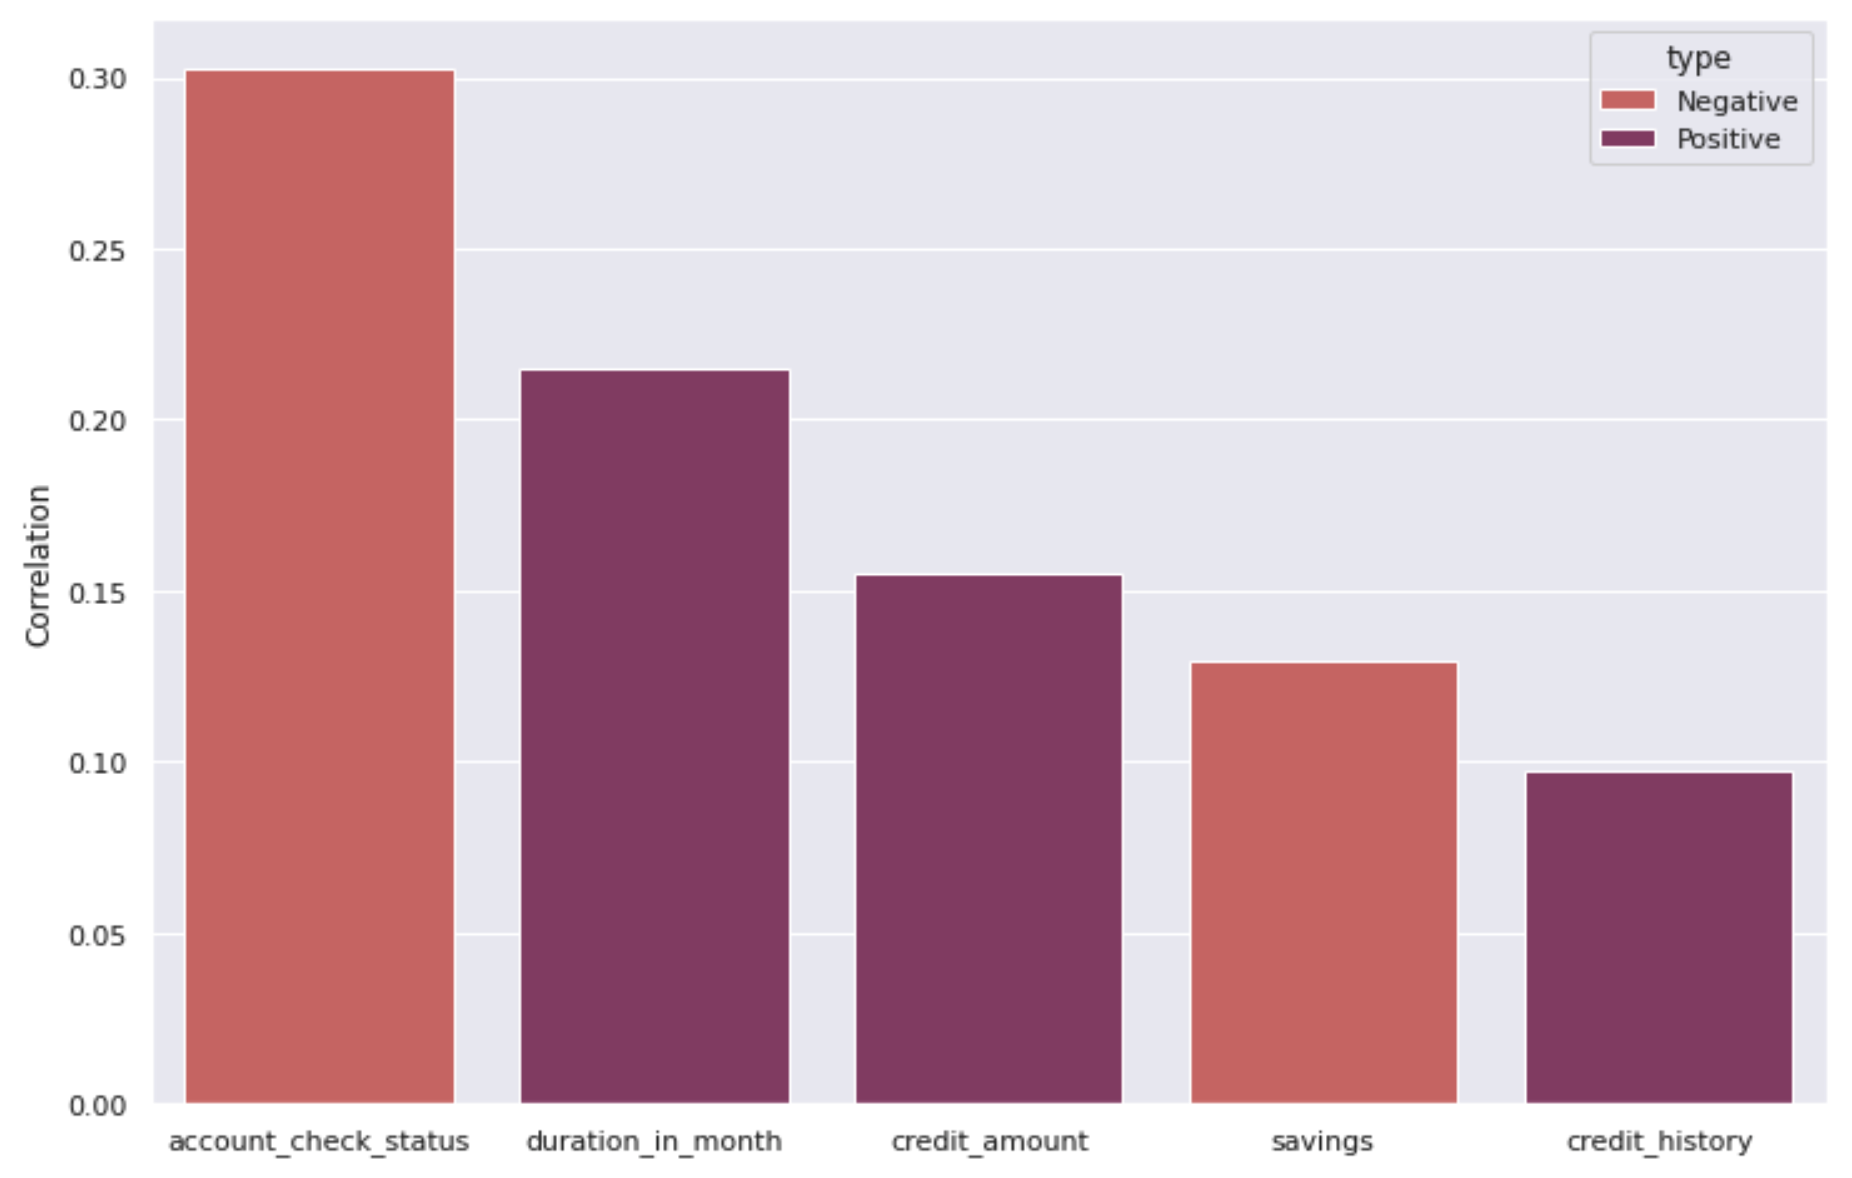 type
Negative
Positive
0.30
0.25
0.20
0.15
0.10
0.05
0.00
Correlation
account_check_status
duration_in_month
credit_amount
savings
credit_history